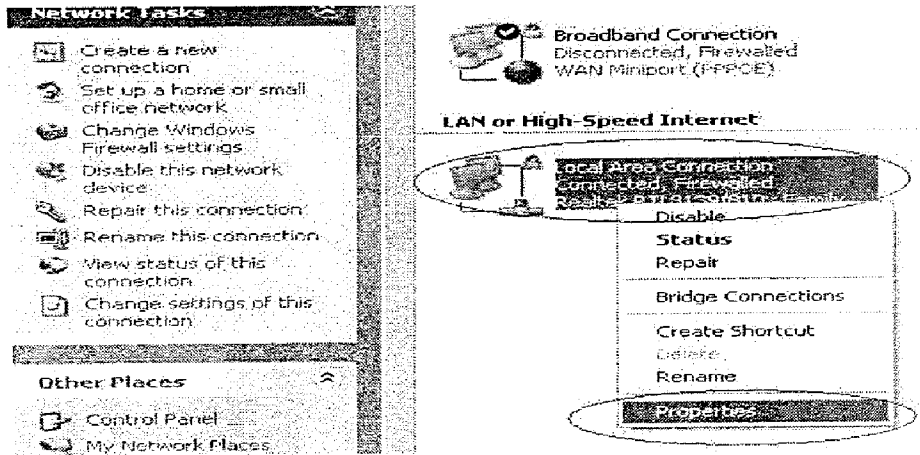 Network Tasks
Create a new
connection
Set up a home or small
office network
Change Windows
Firewall settings
Disable this network
device
Repair this connection
Rename this connection
View status of this
connection
Change settings of this
connection
Other Places
Control Panel
My Network Places
Broadband Connection
Disconnected, Firewalled
WAN Miniport (PPPOE)
LAN or High-Speed Internet
Local Area Connection
Connected, Firewalled
Realtek
Disable
Status
Repair
Bridge Connections
Create Shortcut
Delete
Rename
Properties